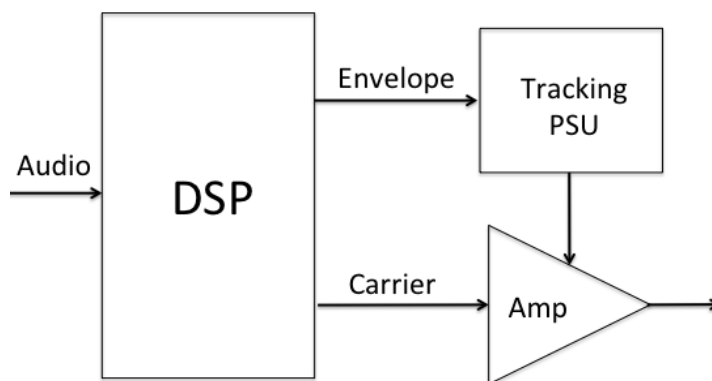 Envelope
Tracking
PSU
Audio
DSP
Carrier
Amp